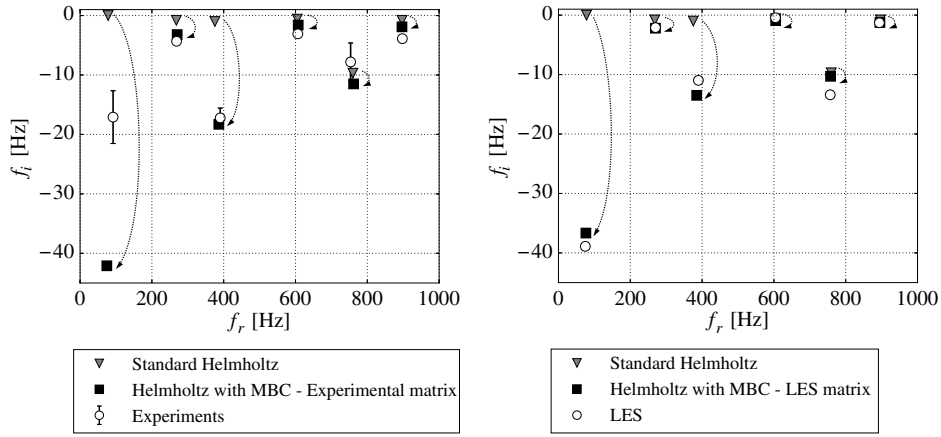 0
−10
−20
−30
−40
f_i [Hz]
0 200 400 600 800 1000
f_r [Hz]
Standard Helmholtz
Helmholtz with MBC - Experimental matrix
Experiments
0
−10
−20
−30
−40
f_i [Hz]
0 200 400 600 800 1000
f_r [Hz]
Standard Helmholtz
Helmholtz with MBC - LES matrix
LES